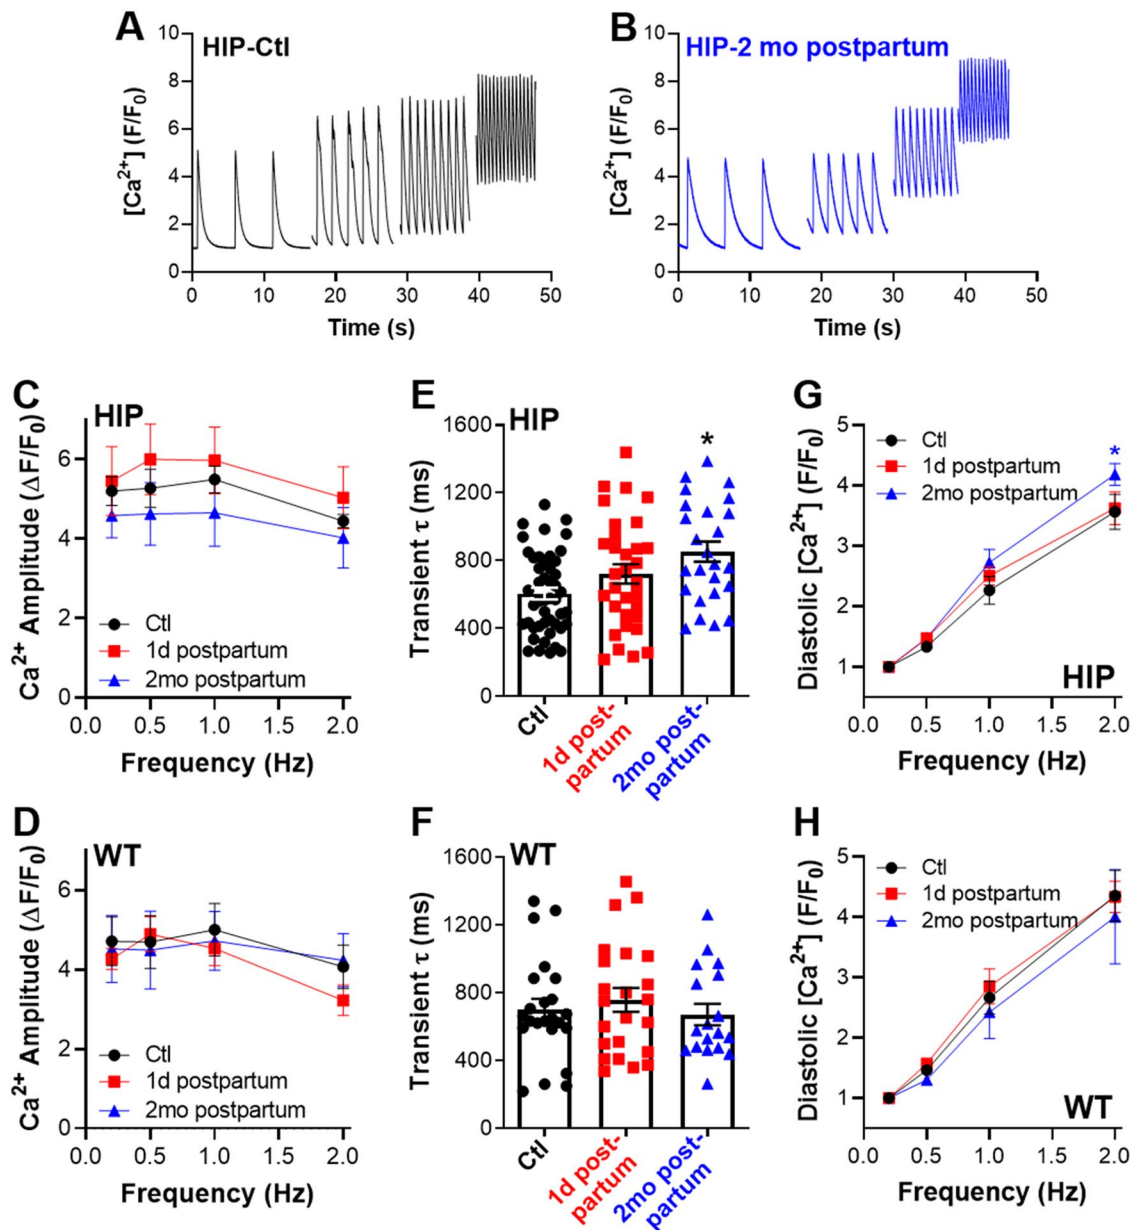 A
HIP-Ctl
[Ca²⁺] (F/F₀)
10
8
6
4
2
0
0 10 20 30 40 50
Time (s)
B
HIP-2 mo postpartum
[Ca²⁺] (F/F₀)
10
8
6
4
2
0
0 10 20 30 40 50
Time (s)
C
HIP
Ca²⁺ Amplitude (ΔF/F₀)
6
4
2
0
Ctl
1d postpartum
2mo postpartum
0.0 0.5 1.0 1.5 2.0
Frequency (Hz)
E
HIP
*
Transient τ (ms)
1600
1200
800
400
0
Ctl
1d post-
partum
2mo post-
partum
G
Ctl
1d postpartum
2mo postpartum
*
Diastolic [Ca²⁺] (F/F₀)
5
4
3
2
1
HIP
0.0 0.5 1.0 1.5 2.0
Frequency (Hz)
D
WT
Ca²⁺ Amplitude (ΔF/F₀)
6
4
2
0
Ctl
1d postpartum
2mo postpartum
0.0 0.5 1.0 1.5 2.0
Frequency (Hz)
F
WT
Transient τ (ms)
1600
1200
800
400
0
Ctl
1d post-
partum
2mo post-
partum
H
Ctl
1d postpartum
2mo postpartum
Diastolic [Ca²⁺] (F/F₀)
5
4
3
2
1
WT
0.0 0.5 1.0 1.5 2.0
Frequency (Hz)